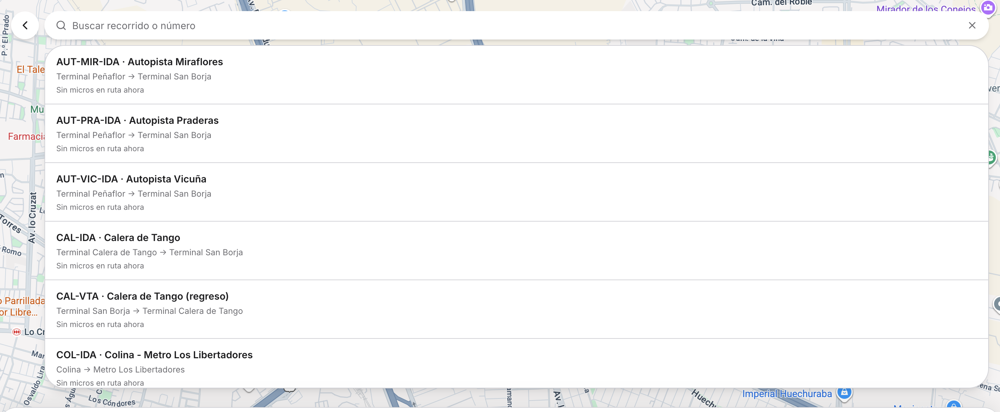 Cam. del Roble
Mirador de los Conejos
P.º El Prado
Buscar recorrido o número
AUT-MIR-IDA · Autopista Miraflores
El Tale
Terminal Peñaflor → Terminal San Borja
Sin micros en ruta ahora
Mu
AUT-PRA-IDA · Autopista Praderas
Terminal Peñaflor → Terminal San Borja
Farmacia
Sin micros en ruta ahora
AUT-VIC-IDA · Autopista Vicuña
Terminal Peñaflor → Terminal San Borja
Sin micros en ruta ahora
Av. lo Cruzat
Torres
CAL-IDA · Calera de Tango
Romo
Terminal Calera de Tango → Terminal San Borja
Sin micros en ruta ahora
CAL-VTA · Calera de Tango (regreso)
Parrillada
Terminal San Borja → Terminal Calera de Tango
or Libre...
Sin micros en ruta ahora
Lo Cr
COL-IDA · Colina - Metro Los Libertadores
Mar
Colina → Metro Los Libertadores
Sin micros en ruta ahora
Osvaldo Lira
Los Cóndores
Av.
Huechu
Imperial Huechuraba